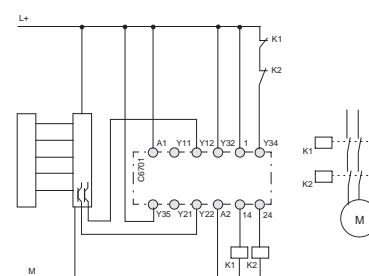 L+
K1
K2
A1 Y11 Y12 Y32 1 Y34
C6701
K1
K2
Y35 Y21 Y22 A2 14 24
M
K1 K2
M